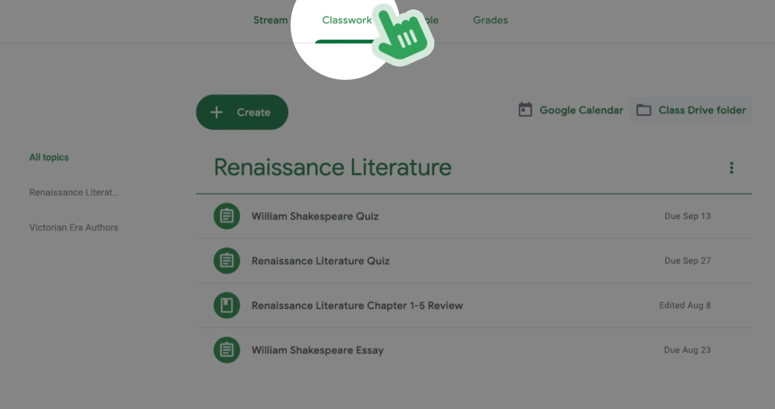 Stream Classwork ple Grades
+ Create Google Calendar Class Drive folder
All topics
Renaissance Literat...
Victorian Era Authors
Renaissance Literature
William Shakespeare Quiz Due Sep 13
Renaissance Literature Quiz Due Sep 27
Renaissance Literature Chapter 1-5 Review Edited Aug 8
William Shakespeare Essay Due Aug 23